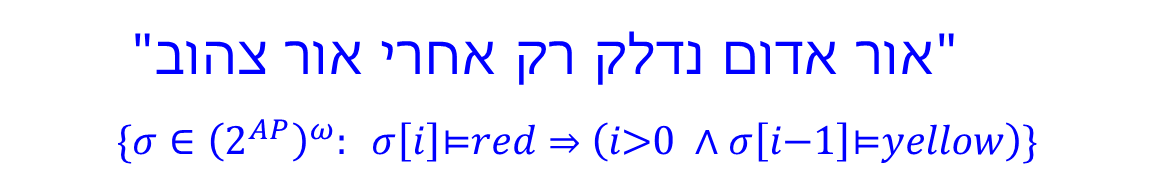 "אור אדום נדלק רק אחרי אור צהוב"
{σ ∈ (2^{AP})^ω: σ[i]⊨red ⇒ (i>0 ∧ σ[i−1]⊨yellow)}